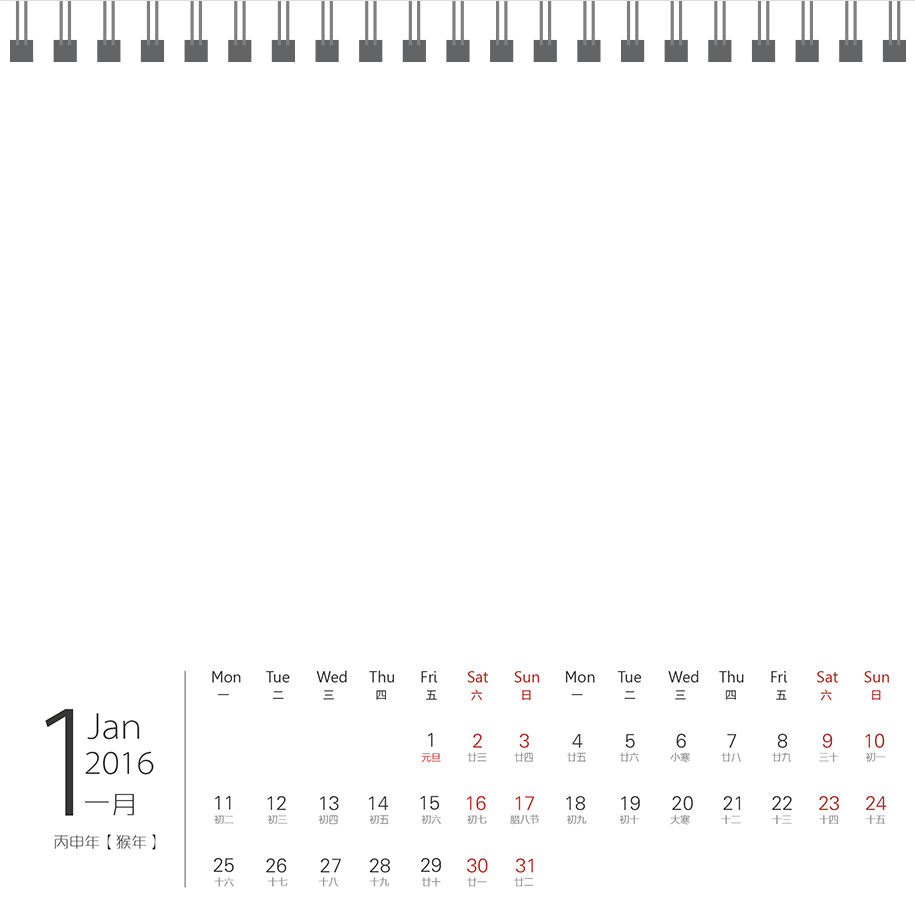 1
Jan
2016
一月
丙申年【猴年】
Mon Tue Wed Thu Fri Sat Sun Mon Tue Wed Thu Fri Sat Sun
一 二 三 四 五 六 日 一 二 三 四 五 六 日
1 2 3 4 5 6 7 8 9 10
元旦 廿三 廿四 廿五 廿六 小寒 廿八 廿九 三十 初一
11 12 13 14 15 16 17 18 19 20 21 22 23 24
初二 初三 初四 初五 初六 初七 腊八节 初九 初十 大寒 十二 十三 十四 十五
25 26 27 28 29 30 31
十六 十七 十八 十九 廿十 廿一 廿二